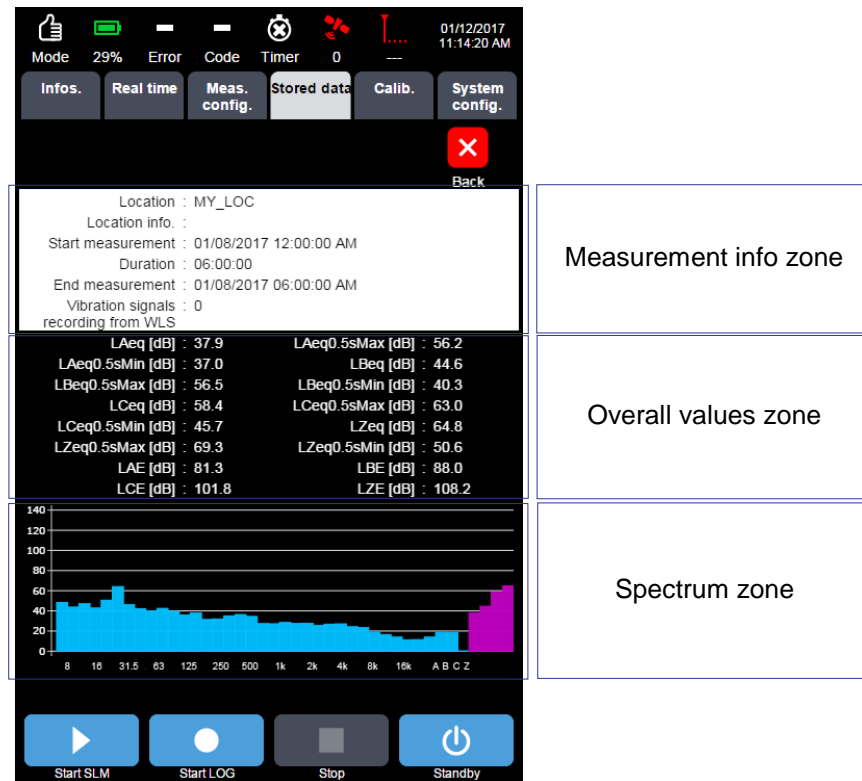 01/12/2017
11:14:20 AM
Mode 29% Error Code Timer 0 ---
Infos. Real time Meas. config. Stored data Calib. System config.
Back
Location : MY_LOC
Location info. :
Start measurement : 01/08/2017 12:00:00 AM
Duration : 06:00:00
End measurement : 01/08/2017 06:00:00 AM
Vibration signals : 0
recording from WLS
Measurement info zone
LAeq [dB] : 37.9 LAeq0.5sMax [dB] : 56.2
LAeq0.5sMin [dB] : 37.0 LBeq [dB] : 44.6
LBeq0.5sMax [dB] : 56.5 LBeq0.5sMin [dB] : 40.3
LCeq [dB] : 58.4 LCeq0.5sMax [dB] : 63.0
LCeq0.5sMin [dB] : 45.7 LZeq [dB] : 64.8
LZeq0.5sMax [dB] : 69.3 LZeq0.5sMin [dB] : 50.6
LAE [dB] : 81.3 LBE [dB] : 88.0
LCE [dB] : 101.8 LZE [dB] : 108.2
Overall values zone
140
120
100
80
60
40
20
0
8 16 31.5 63 125 250 500 1k 2k 4k 8k 16k A B C Z
Spectrum zone
Start SLM Start LOG Stop Standby